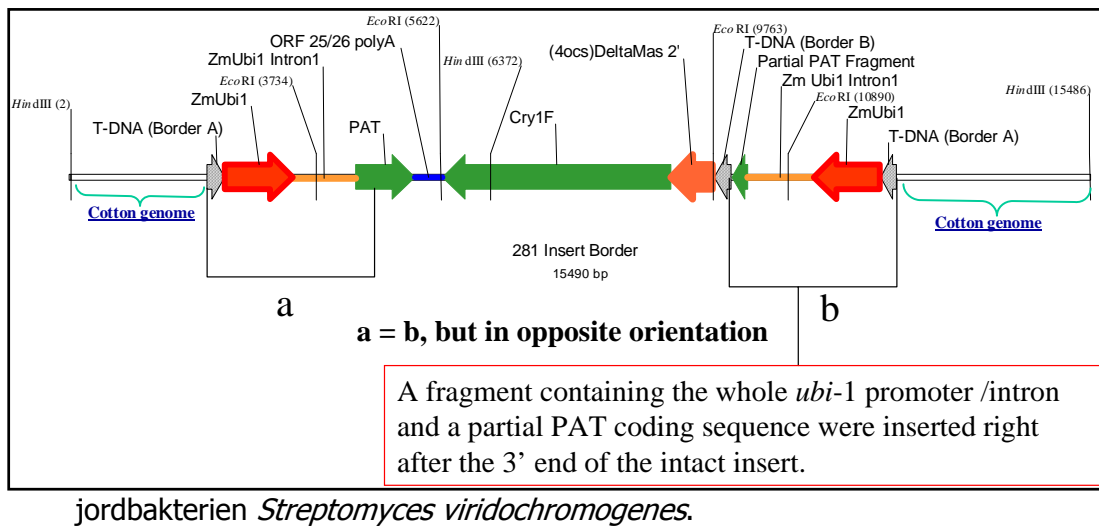 EcoRI (5622)
EcoRI (9763)
ORF 25/26 polyA
(4ocs)DeltaMas 2'
T-DNA (Border B)
ZmUbi1 Intron1
HindIII (6372)
Partial PAT Fragment
EcoRI (3734)
Zm Ubi1 Intron1
HindIII (2)
ZmUbi1
EcoRI (10890)
HindIII (15486)
Cry1F
ZmUbi1
T-DNA (Border A)
PAT
T-DNA (Border A)
Cotton genome
Cotton genome
281 Insert Border
15490 bp
a
b
a = b, but in opposite orientation
A fragment containing the whole ubi-1 promoter /intron
and a partial PAT coding sequence were inserted right
after the 3’ end of the intact insert.
jordbakterien Streptomyces viridochromogenes.